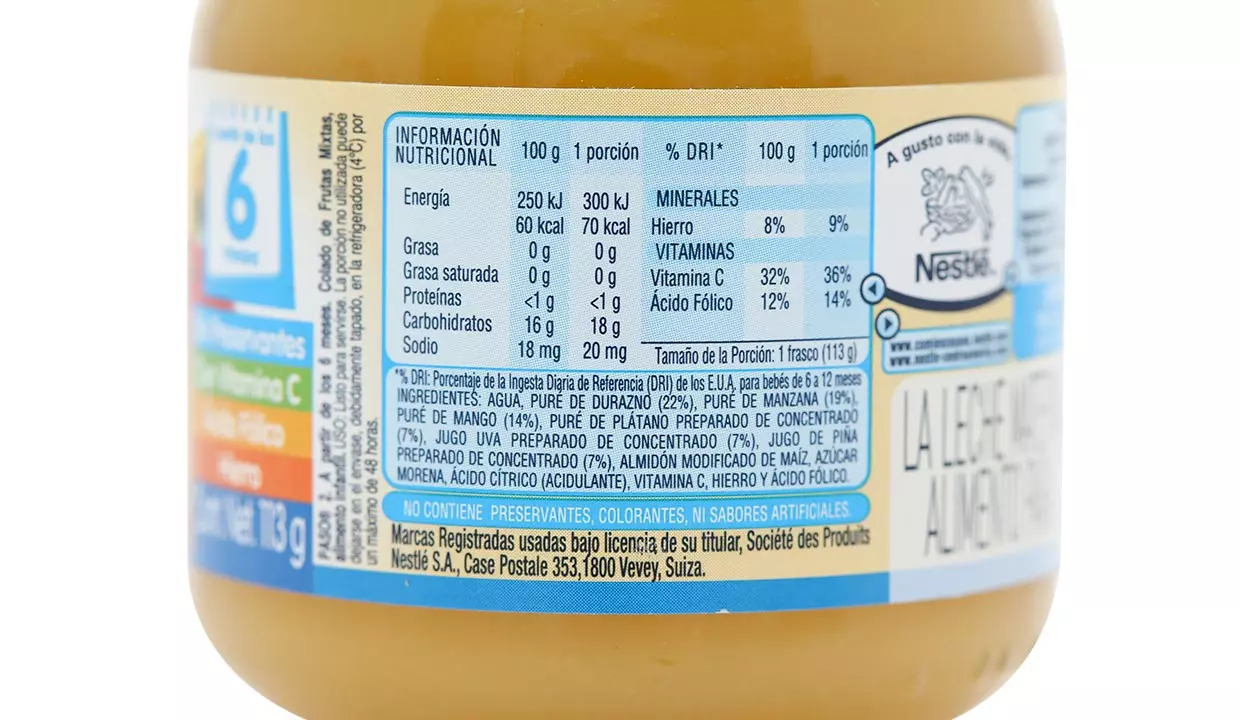 6
Preservantes
Vitamina C
Fólico
Hierro
Cont. Net. 113 g
PASOS 2. A partir de los 6 meses. Colado de Frutas Mixtas,
alimento infantil. USO: Listo para servirse. La porción no utilizada puede
dejarse en el envase, debidamente tapado, en la refrigeradora (4°C) por
un máximo de 48 horas.
INFORMACIÓN
NUTRICIONAL 100 g 1 porción
Energía 250 kJ 300 kJ
60 kcal 70 kcal
Grasa 0 g 0 g
Grasa saturada 0 g 0 g
Proteínas <1 g <1 g
Carbohidratos 16 g 18 g
Sodio 18 mg 20 mg
% DRI* 100 g 1 porción
MINERALES
Hierro 8% 9%
VITAMINAS
Vitamina C 32% 36%
Ácido Fólico 12% 14%
Tamaño de la Porción: 1 frasco (113 g)
*% DRI: Porcentaje de la Ingesta Diaria de Referencia (DRI) de los E.U.A. para bebés de 6 a 12 meses
INGREDIENTES: AGUA, PURÉ DE DURAZNO (22%), PURÉ DE MANZANA (19%),
PURÉ DE MANGO (14%), PURÉ DE PLÁTANO PREPARADO DE CONCENTRADO
(7%), JUGO UVA PREPARADO DE CONCENTRADO (7%), JUGO DE PIÑA
PREPARADO DE CONCENTRADO (7%), ALMIDÓN MODIFICADO DE MAÍZ, AZÚCAR
MORENA, ÁCIDO CÍTRICO (ACIDULANTE), VITAMINA C, HIERRO Y ÁCIDO FÓLICO.
NO CONTIENE PRESERVANTES, COLORANTES, NI SABORES ARTIFICIALES.
Marcas Registradas usadas bajo licencia de su titular, Société des Produits
Nestlé S.A., Case Postale 353,1800 Vevey, Suiza.
A gusto con la vida
Nestlé
LA LECHE
ALIMENTO